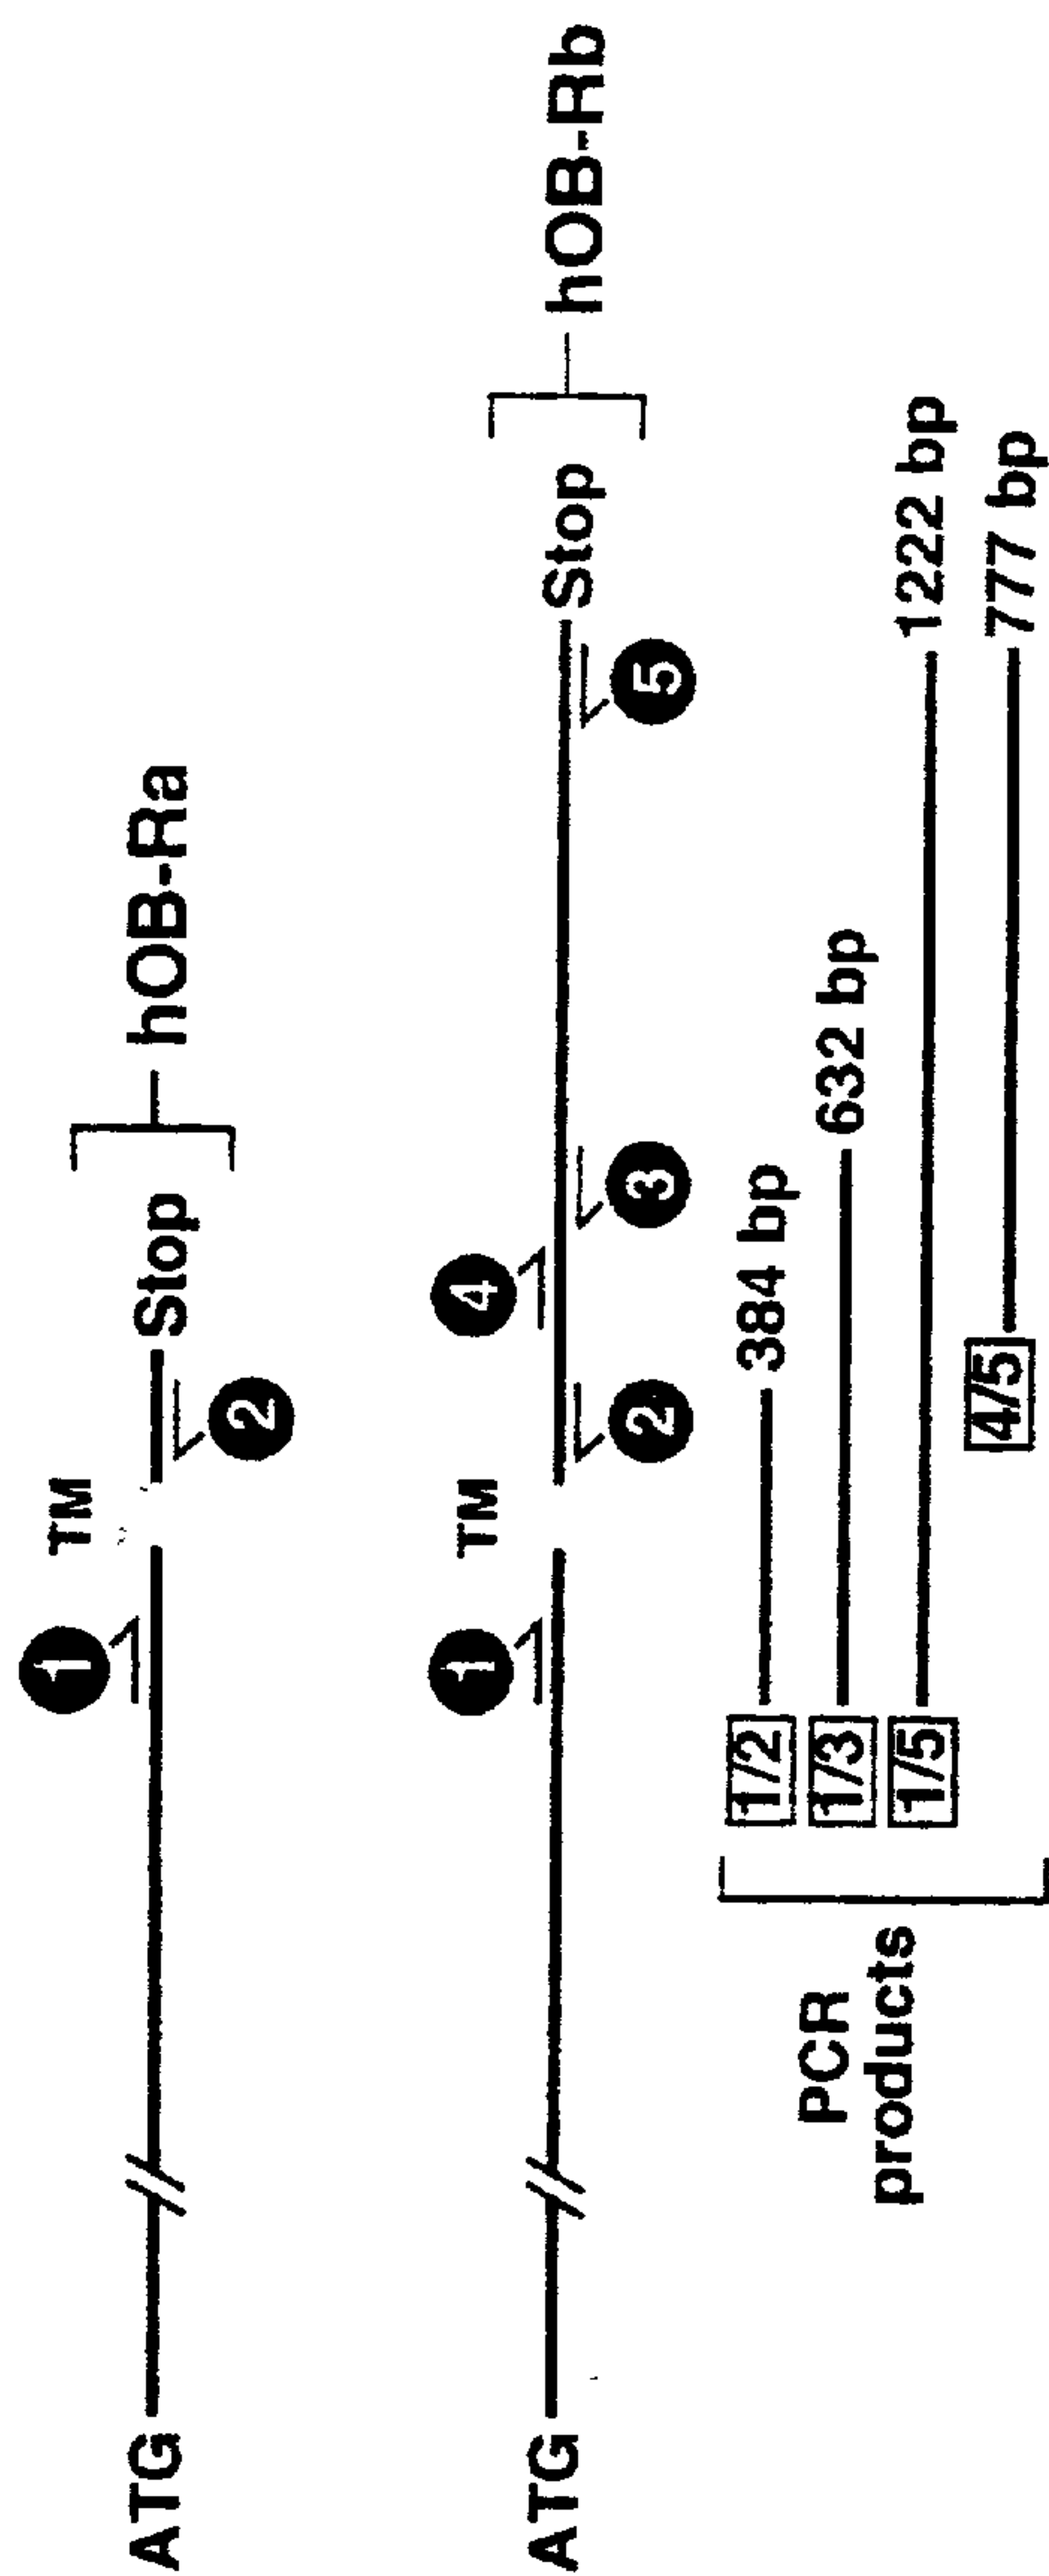 1 TM
ATG Stop hOB-Ra
2
1 TM 4
ATG Stop hOB-Rb
2 3 5
PCR
products
1/2 384 bp
1/3 632 bp
1/5 1222 bp
4/5 777 bp